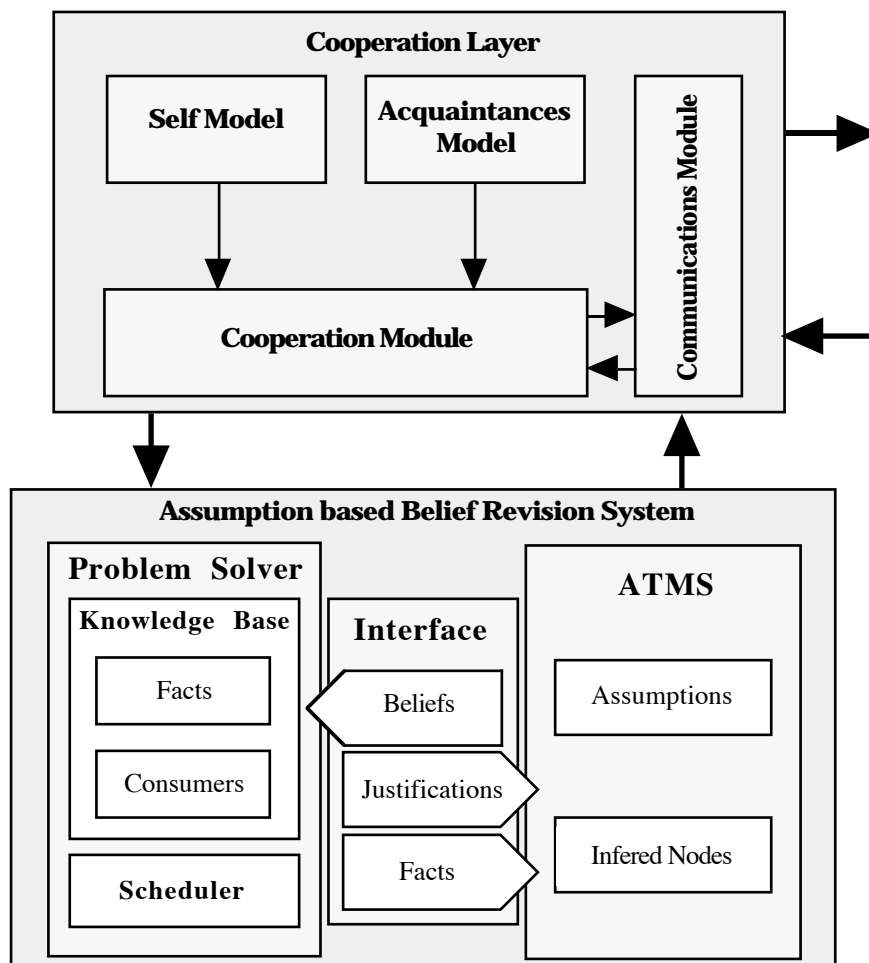 Cooperation Layer
Self Model
Acquaintances
Model
Communications Module
Cooperation Module
Assumption based Belief Revision System
Problem Solver
Knowledge Base
Facts
Consumers
Scheduler
Interface
Beliefs
Justifications
Facts
ATMS
Assumptions
Infered Nodes